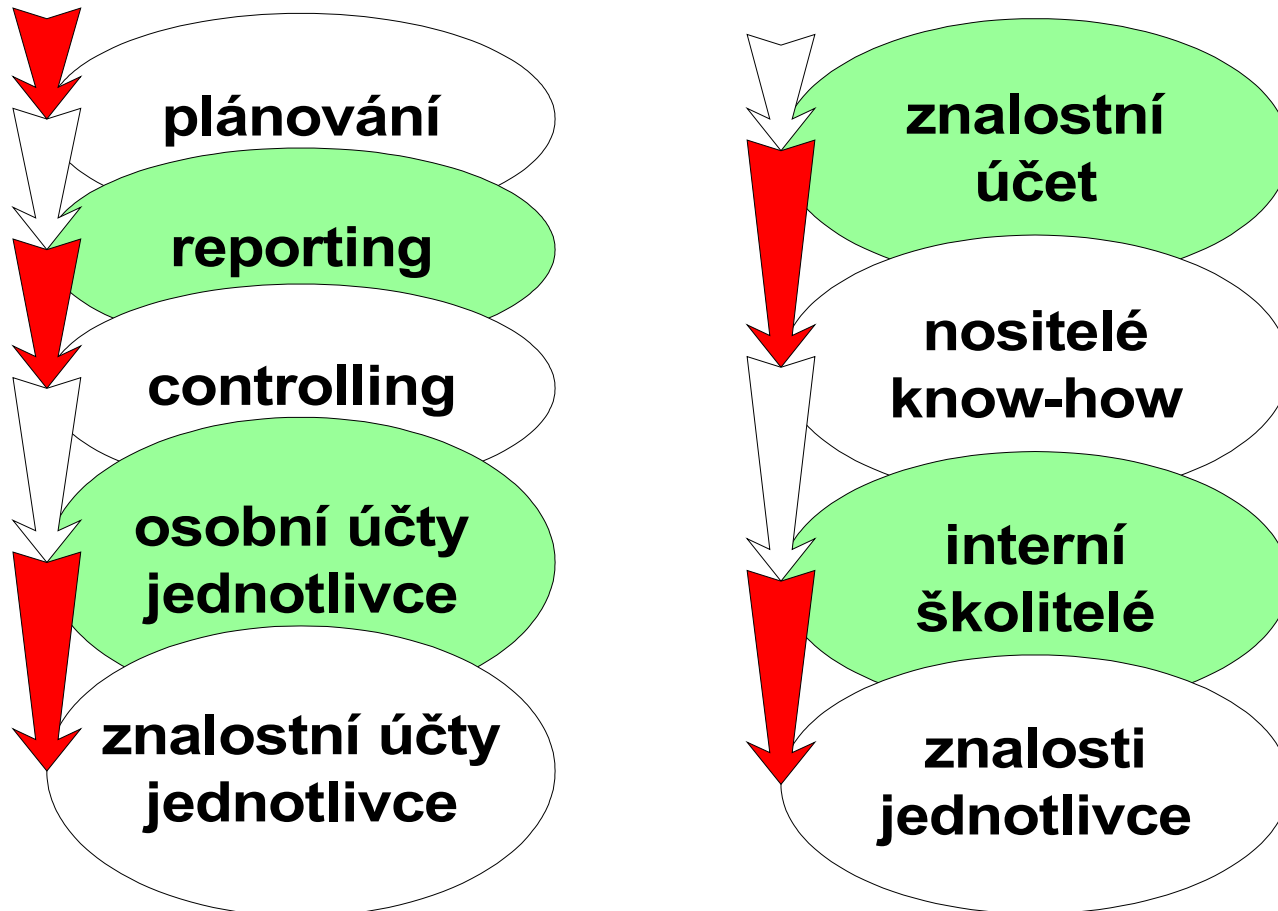 plánování
reporting
controlling
osobní účty
jednotlivce
znalostní účty
jednotlivce
znalostní
účet
nositelé
know-how
interní
školitelé
znalosti
jednotlivce